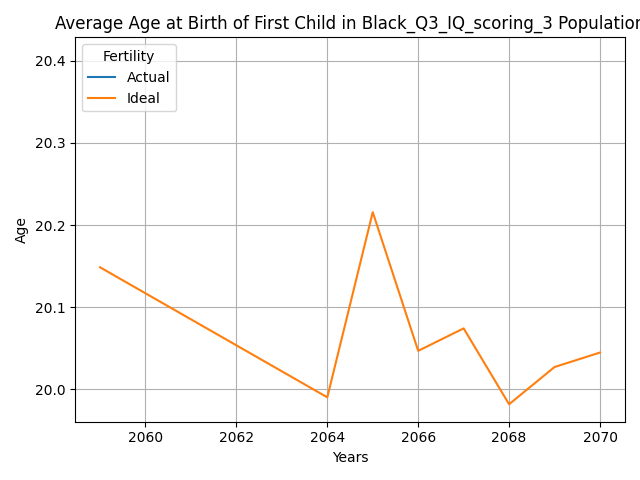 Average Age at Birth of First Child in Black_Q3_IQ_scoring_3 Population
Fertility
Actual
Ideal
20.4
20.3
20.2
20.1
20.0
Age
2060 2062 2064 2066 2068 2070
Years